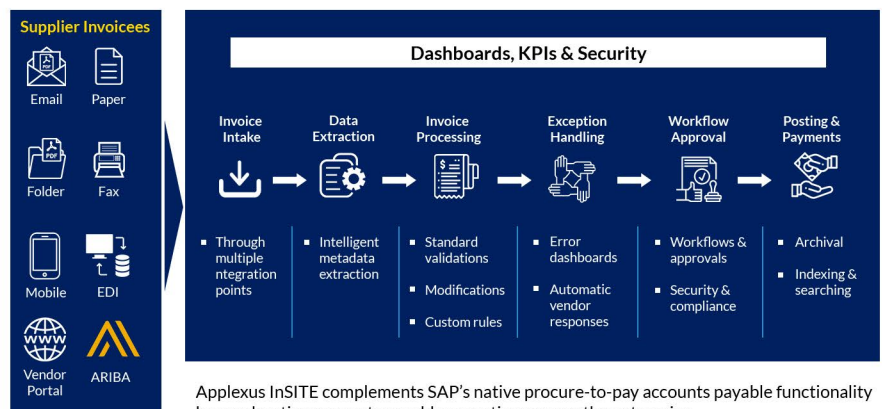 Supplier Invoicees
Email
Paper
Folder
Fax
Mobile
EDI
WWW
Vendor
Portal
ARIBA
Dashboards, KPIs & Security
Invoice
Intake
Through
multiple
ntegration
points
Data
Extraction
Intelligent
metadata
extraction
Invoice
Processing
Standard
validations
Modifications
Custom rules
Exception
Handling
Error
dashboards
Automatic
vendor
responses
Workflow
Approval
Workflows &
approvals
Security &
compliance
Posting &
Payments
Archival
Indexing &
searching
Applexus InSITE complements SAP's native procure-to-pay accounts payable functionality